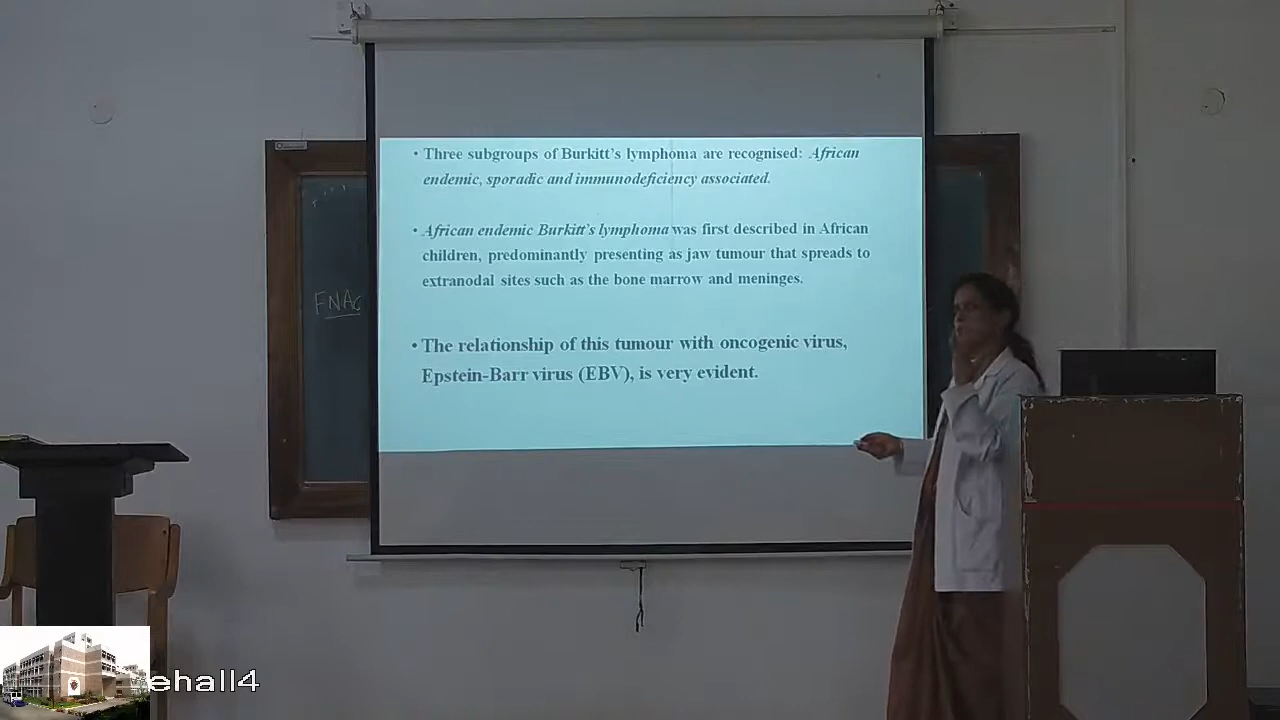 • Three subgroups of Burkitt's lymphoma are recognised: African
endemic, sporadic and immunodeficiency associated.
• African endemic Burkitt's lymphoma was first described in African
children, predominantly presenting as jaw tumour that spreads to
extranodal sites such as the bone marrow and meninges.
• The relationship of this tumour with oncogenic virus,
Epstein-Barr virus (EBV), is very evident.
FNAC
ehall4